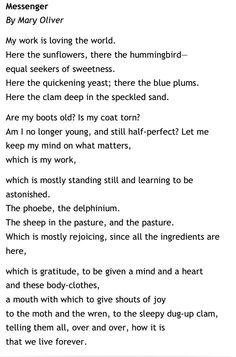 Messenger
By Mary Oliver
My work is loving the world.
Here the sunflowers, there the hummingbird—
equal seekers of sweetness.
Here the quickening yeast; there the blue plums.
Here the clam deep in the speckled sand.
Are my boots old? Is my coat torn?
Am I no longer young, and still half-perfect? Let me
keep my mind on what matters,
which is my work,
which is mostly standing still and learning to be
astonished.
The phoebe, the delphinium.
The sheep in the pasture, and the pasture.
Which is mostly rejoicing, since all the ingredients are
here,
which is gratitude, to be given a mind and a heart
and these body-clothes,
a mouth with which to give shouts of joy
to the moth and the wren, to the sleepy dug-up clam,
telling them all, over and over, how it is
that we live forever.